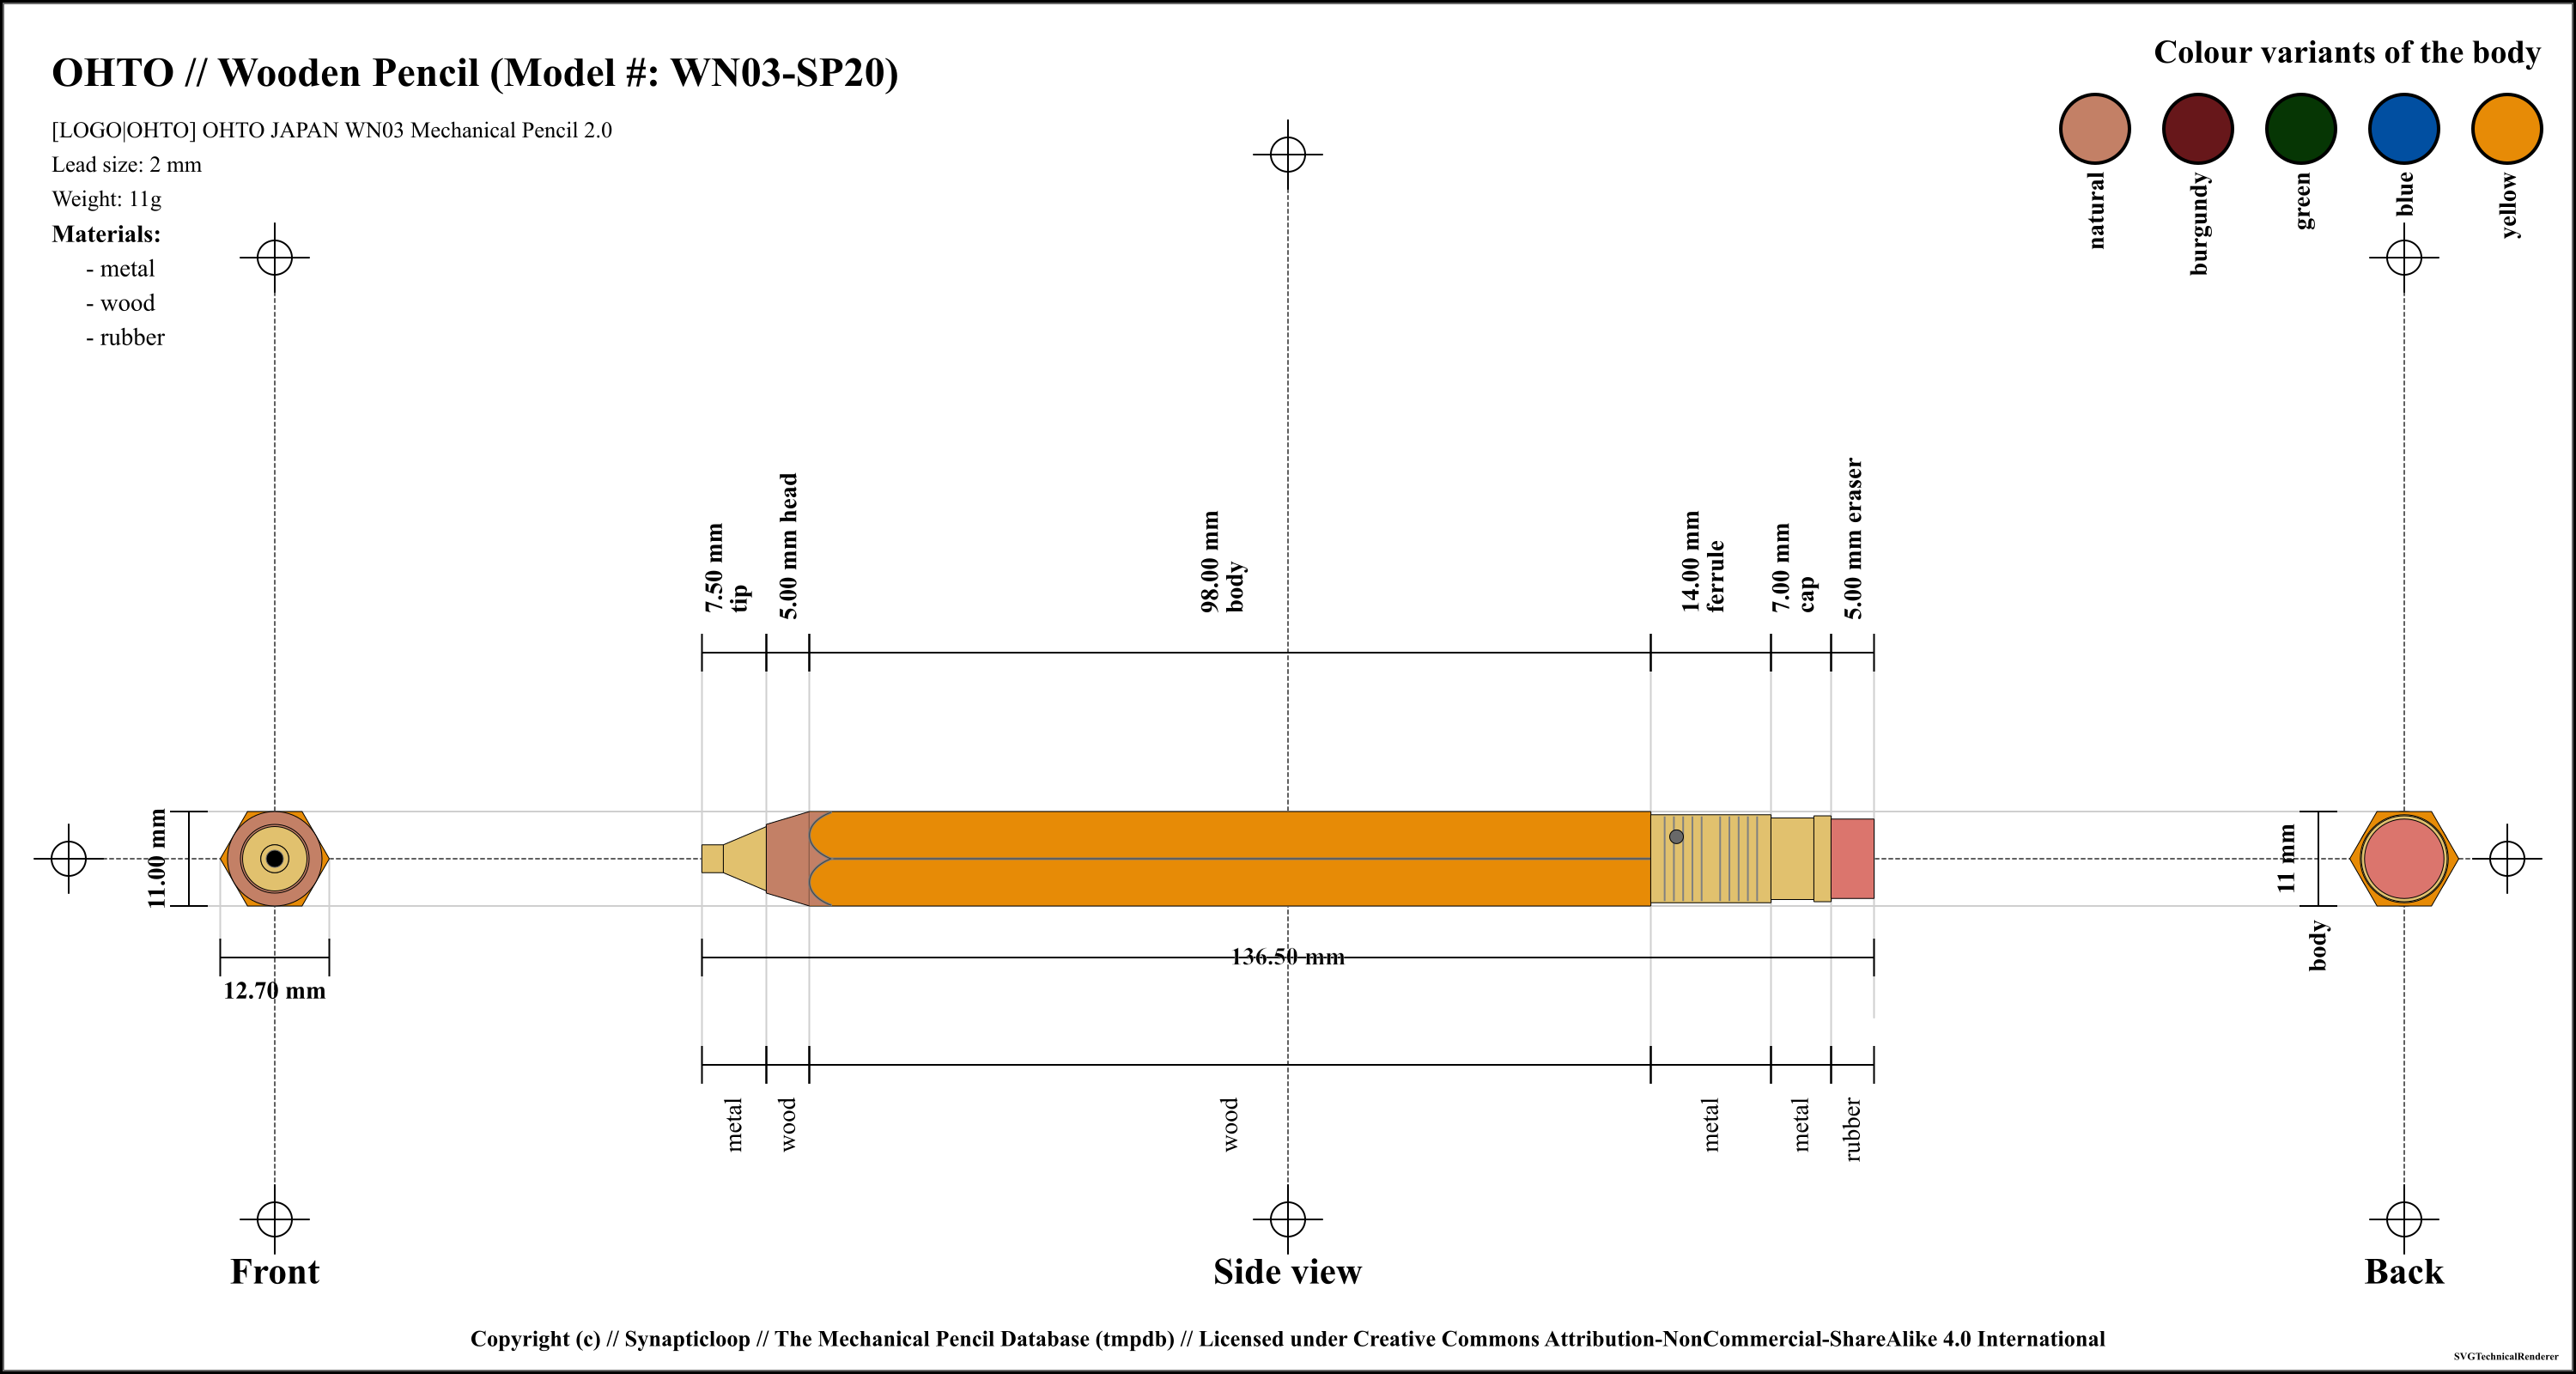 OHTO // Wooden Pencil (Model #: WN03-SP20)
[LOGO|OHTO] OHTO JAPAN WN03 Mechanical Pencil 2.0
Lead size: 2 mm
Weight: 11g
Materials:
- metal
- wood
- rubber
Colour variants of the body
natural
burgundy
green
blue
yellow
7.50 mm
tip
5.00 mm head
98.00 mm
body
14.00 mm
ferrule
7.00 mm
cap
5.00 mm eraser
11.00 mm
12.70 mm
136.50 mm
11 mm
body
metal
wood
wood
metal
metal
rubber
Front
Side view
Back
Copyright (c) // Synapticloop // The Mechanical Pencil Database (tmpdb) // Licensed under Creative Commons Attribution-NonCommercial-ShareAlike 4.0 International
SVGTechnicalRenderer